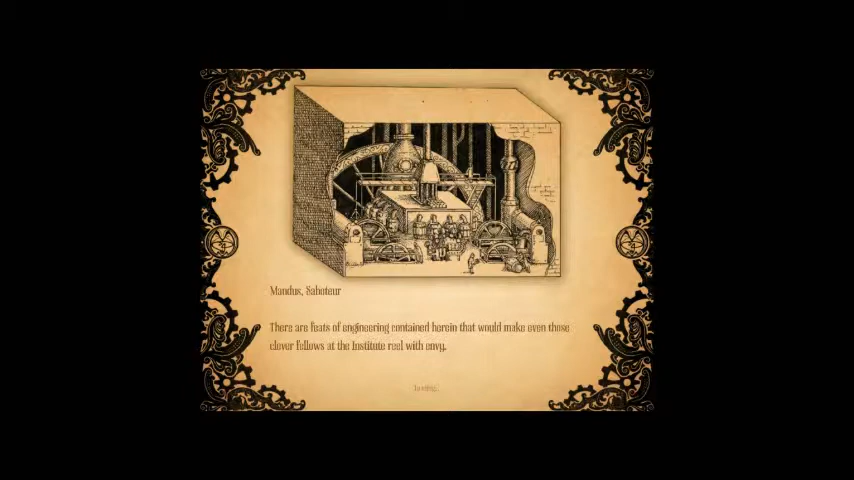 Mandus, Saboteur
There are feats of engineering contained herein that would make even those
clever fellows at the Institute reel with envy.